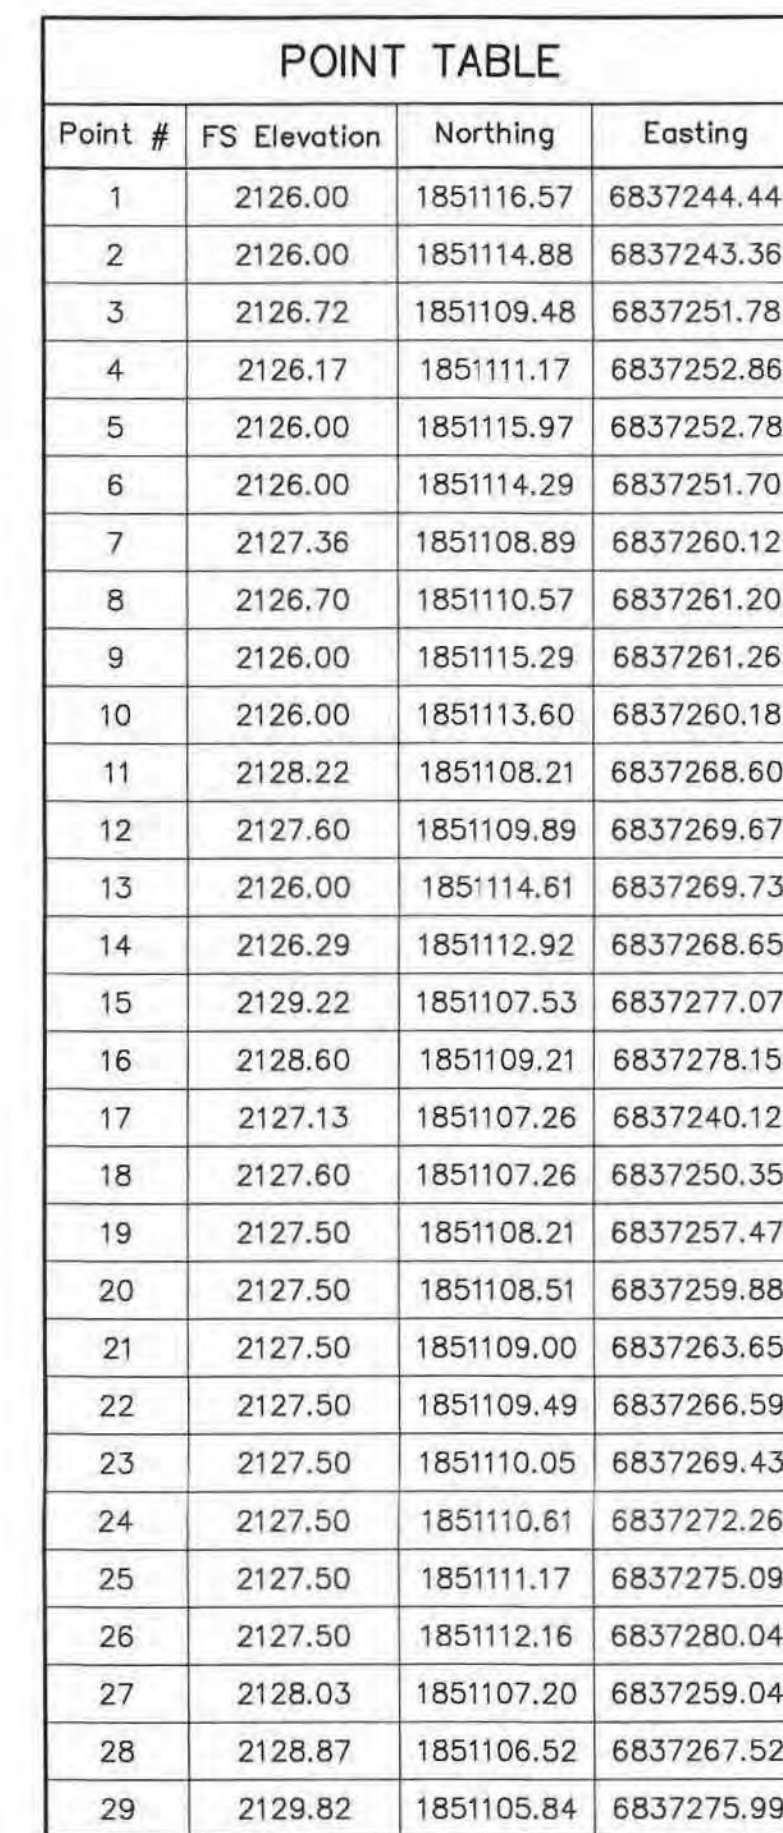 POINT TABLE
Point # FS Elevation Northing Easting
1 2126.00 1851116.57 6837244.44
2 2126.00 1851114.88 6837243.36
3 2126.72 1851109.48 6837251.78
4 2126.17 1851111.17 6837252.86
5 2126.00 1851115.97 6837252.78
6 2126.00 1851114.29 6837251.70
7 2127.36 1851108.89 6837260.12
8 2126.70 1851110.57 6837261.20
9 2126.00 1851115.29 6837261.26
10 2126.00 1851113.60 6837260.18
11 2128.22 1851108.21 6837268.60
12 2127.60 1851109.89 6837269.67
13 2126.00 1851114.61 6837269.73
14 2126.29 1851112.92 6837268.65
15 2129.22 1851107.53 6837277.07
16 2128.60 1851109.21 6837278.15
17 2127.13 1851107.26 6837240.12
18 2127.60 1851107.26 6837250.35
19 2127.50 1851108.21 6837257.47
20 2127.50 1851108.51 6837259.88
21 2127.50 1851109.00 6837263.65
22 2127.50 1851109.49 6837266.59
23 2127.50 1851110.05 6837269.43
24 2127.50 1851110.61 6837272.26
25 2127.50 1851111.17 6837275.09
26 2127.50 1851112.16 6837280.04
27 2128.03 1851107.20 6837259.04
28 2128.87 1851106.52 6837267.52
29 2129.82 1851105.84 6837275.99